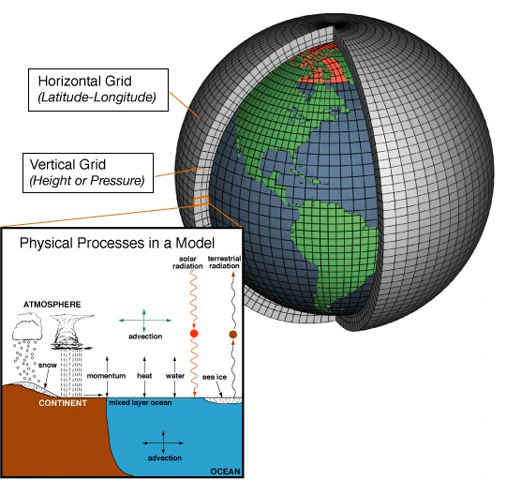 Horizontal Grid
(Latitude-Longitude)
Vertical Grid
(Height or Pressure)
Physical Processes in a Model
solar
radiation
terrestrial
radiation
ATMOSPHERE
advection
snow
momentum
heat
water
sea ice
CONTINENT
mixed layer ocean
advection
OCEAN